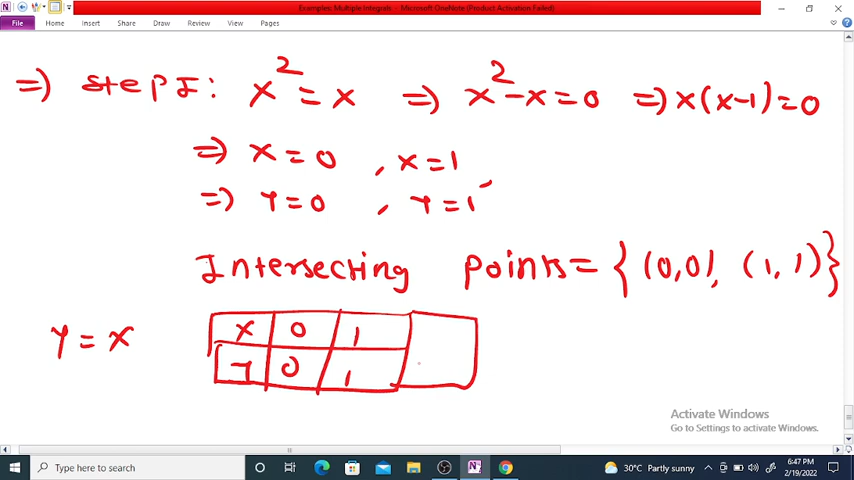 Examples: Multiple Integrals - Microsoft OneNote (Product Activation Failed)
File Home Insert Share Draw Review View Pages
=) Step I: x² = x =) x² - x = 0 =) x(x-1) = 0
=) x = 0 , x = 1
=) Y = 0 , Y = 1
Intersecting Points = {(0,0), (1,1)}
Y = X
X 0 1
Y 0 1
Activate Windows
Go to Settings to activate Windows.
Type here to search
30°C Partly sunny
6:47 PM
2/19/2022